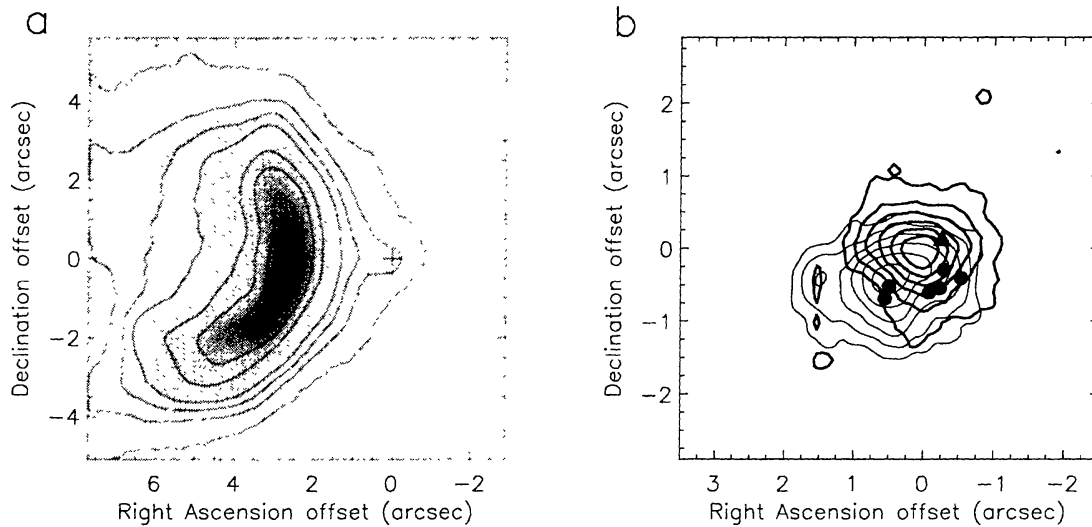 a
Declination offset (arcsec)
4
2
0
−2
−4
6 4 2 0 −2
Right Ascension offset (arcsec)
b
Declination offset (arcsec)
2
1
0
−1
−2
3 2 1 0 −1 −2
Right Ascension offset (arcsec)